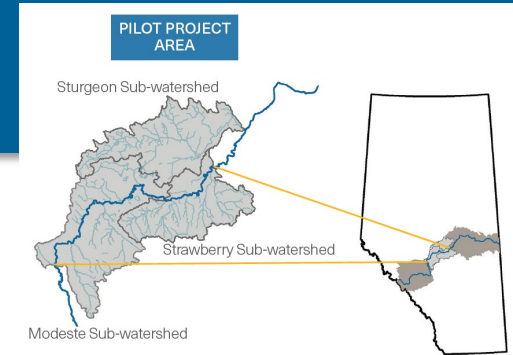 PILOT PROJECT
AREA
Sturgeon Sub-watershed
Strawberry Sub-watershed
Modeste Sub-watershed